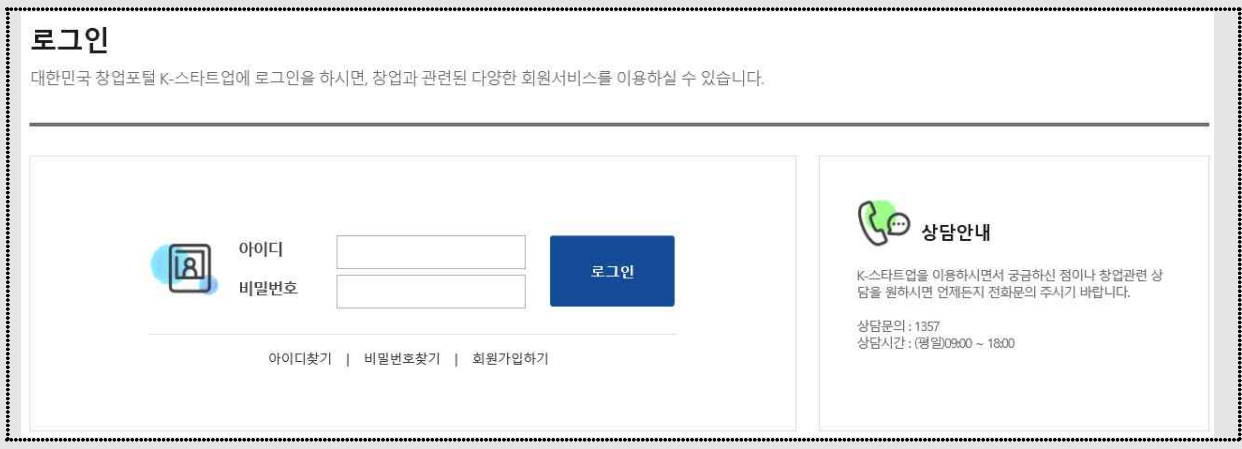 로그인
대한민국 창업포털 K-스타트업에 로그인을 하시면, 창업과 관련된 다양한 회원서비스를 이용하실 수 있습니다.
아이디
비밀번호
로그인
아이디찾기 | 비밀번호찾기 | 회원가입하기
상담안내
K-스타트업을 이용하시면서 궁금하신 점이나 창업관련 상
담을 원하시면 언제든지 전화문의 주시기 바랍니다.
상담문의 : 1357
상담시간 : (평일)09:00 ~ 18:00